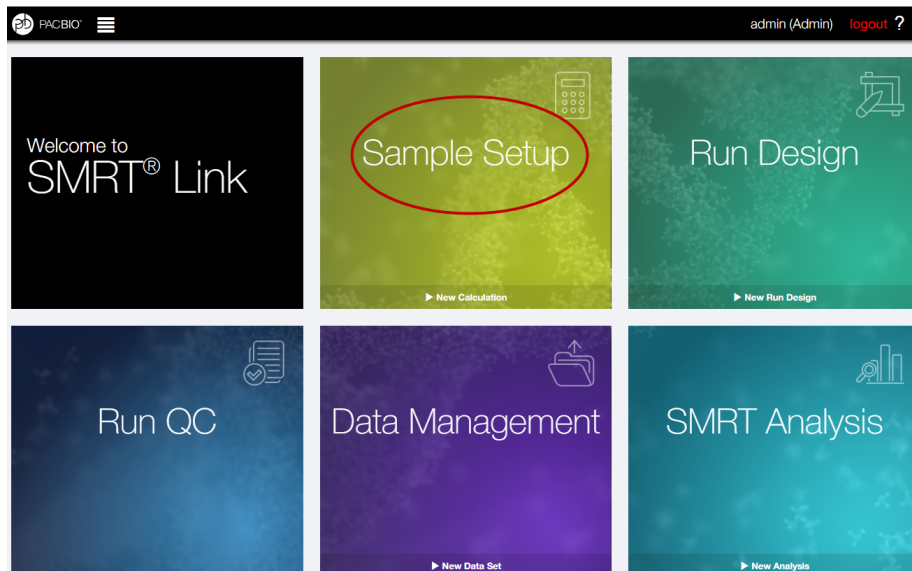 PACBIO®
admin (Admin) logout ?
Welcome to
SMRT® Link
Sample Setup
New Calculation
Run Design
New Run Design
Run QC
Data Management
New Data Set
SMRT Analysis
New Analysis